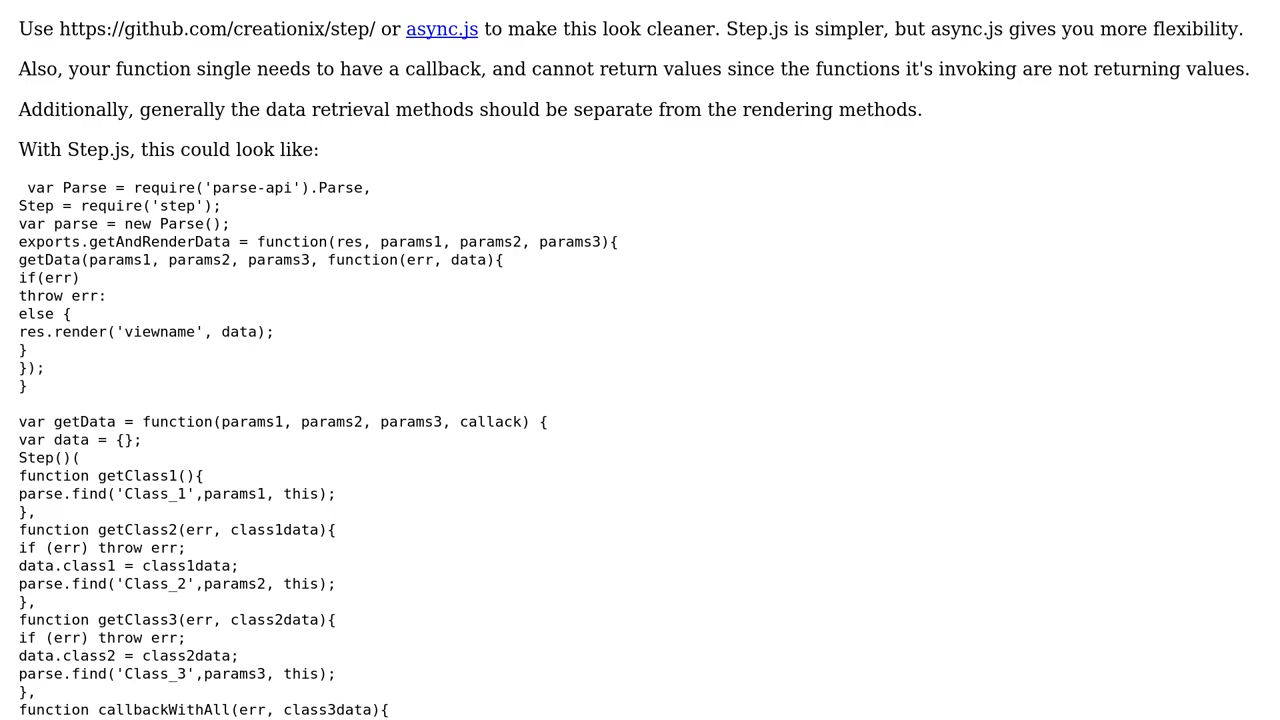 Use https://github.com/creationix/step/ or async.js to make this look cleaner. Step.js is simpler, but async.js gives you more flexibility.
Also, your function single needs to have a callback, and cannot return values since the functions it's invoking are not returning values.
Additionally, generally the data retrieval methods should be separate from the rendering methods.
With Step.js, this could look like:
 var Parse = require('parse-api').Parse,
Step = require('step');
var parse = new Parse();
exports.getAndRenderData = function(res, params1, params2, params3){
getData(params1, params2, params3, function(err, data){
if(err)
throw err:
else {
res.render('viewname', data);
}
});
}

var getData = function(params1, params2, params3, callack) {
var data = {};
Step()(
function getClass1(){
parse.find('Class_1',params1, this);
},
function getClass2(err, class1data){
if (err) throw err;
data.class1 = class1data;
parse.find('Class_2',params2, this);
},
function getClass3(err, class2data){
if (err) throw err;
data.class2 = class2data;
parse.find('Class_3',params3, this);
},
function callbackWithAll(err, class3data){